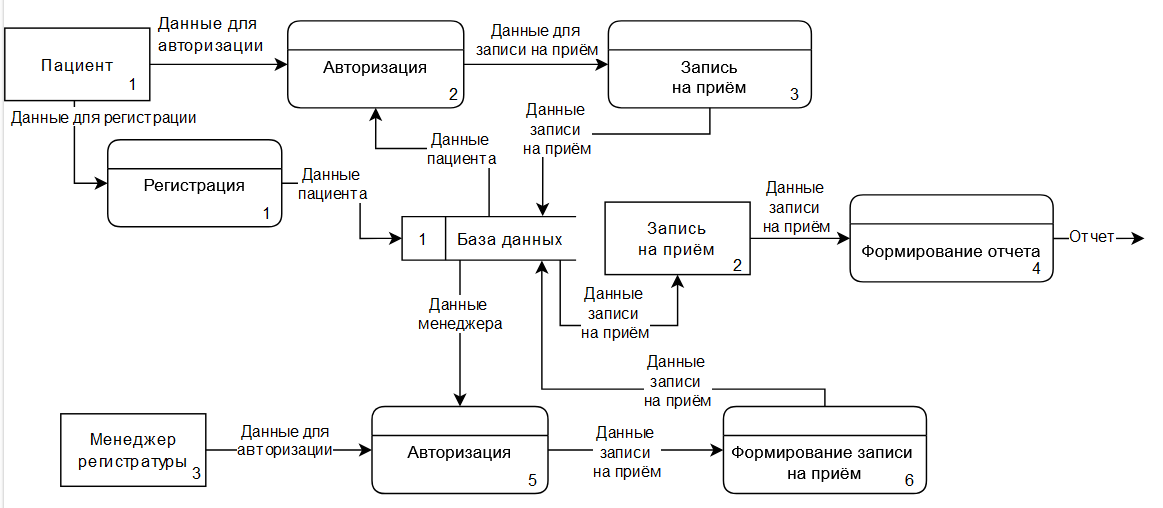 Пациент
1
Данные для
авторизации
Авторизация
2
Данные для
записи на приём
Запись
на приём
3
Данные для регистрации
Регистрация
1
Данные
пациента
Данные
пациента
Данные
записи
на приём
1
База данных
Запись
на приём
2
Данные
записи
на приём
Формирование отчета
4
Отчет
Данные
менеджера
Данные
записи
на приём
Данные
записи
на приём
Менеджер
регистратуры
3
Данные для
авторизации
Авторизация
5
Данные
записи
на приём
Формирование записи
на приём
6